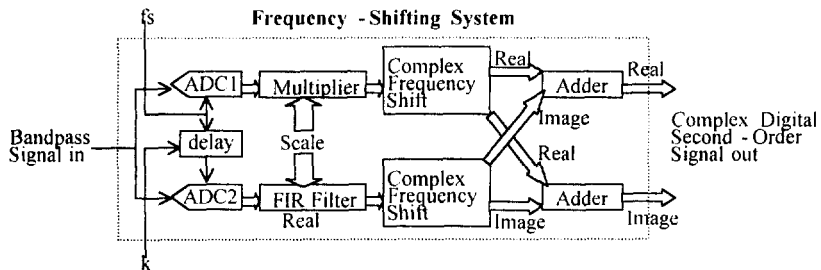 fs
Frequency - Shifting System
ADC1
Multiplier
Complex
Frequency
Shift
Real
Image
Adder
Real
Bandpass
Signal in
delay
Scale
Real
Complex Digital
Second - Order
Signal out
ADC2
FIR Filter
Real
Complex
Frequency
Shift
Image
Adder
Image
k